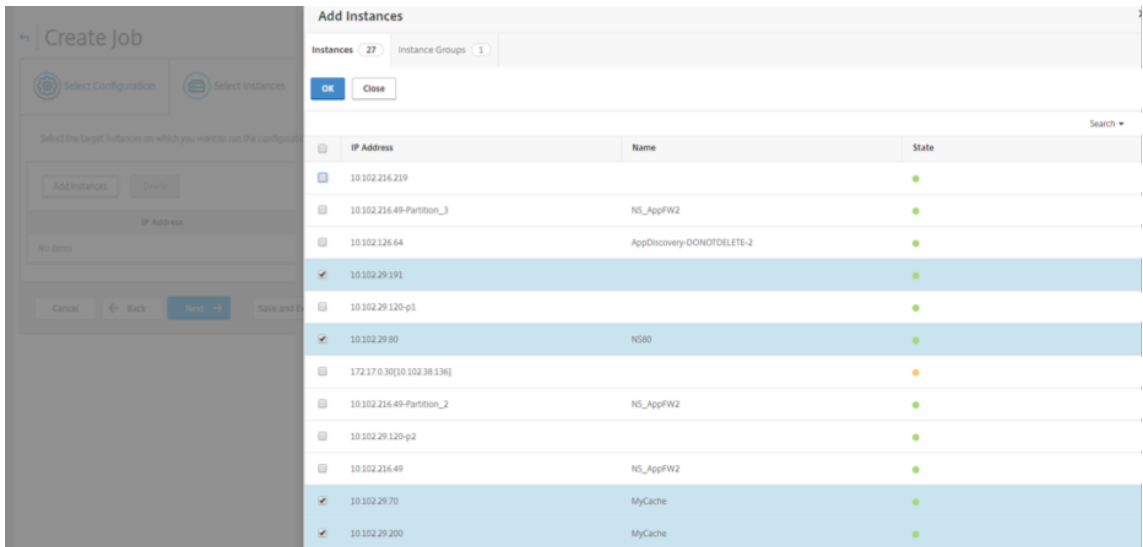 Add Instances
Create Job
Instances 27 Instance Groups 1
Select Configuration Select Instances
OK Close
Search
Select the target instances on which you want to run the configuration
IP Address Name State
Add Instances Delete
10.102.216.219
10.102.216.49-Partition_3 NS_AppFW2
IP Address
10.102.126.64 AppDiscovery-DONOTDELETE-2
No items
10.102.29.191
Cancel Back Next Save and
10.102.29.120-p1
10.102.29.80 NS80
172.17.0.30[10.102.38.136]
10.102.216.49-Partition_2 NS_AppFW2
10.102.29.120-p2
10.102.216.49 NS_AppFW2
10.102.29.70 MyCache
10.102.29.200 MyCache